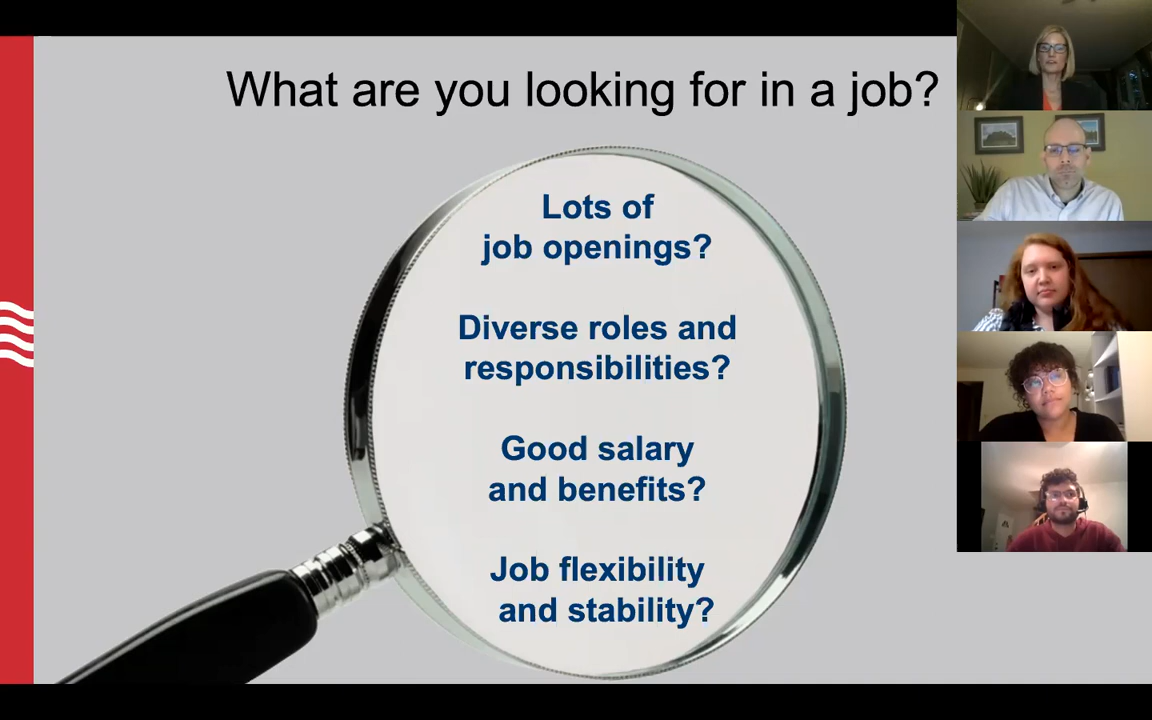 What are you looking for in a job?
Lots of
job openings?
Diverse roles and
responsibilities?
Good salary
and benefits?
Job flexibility
and stability?